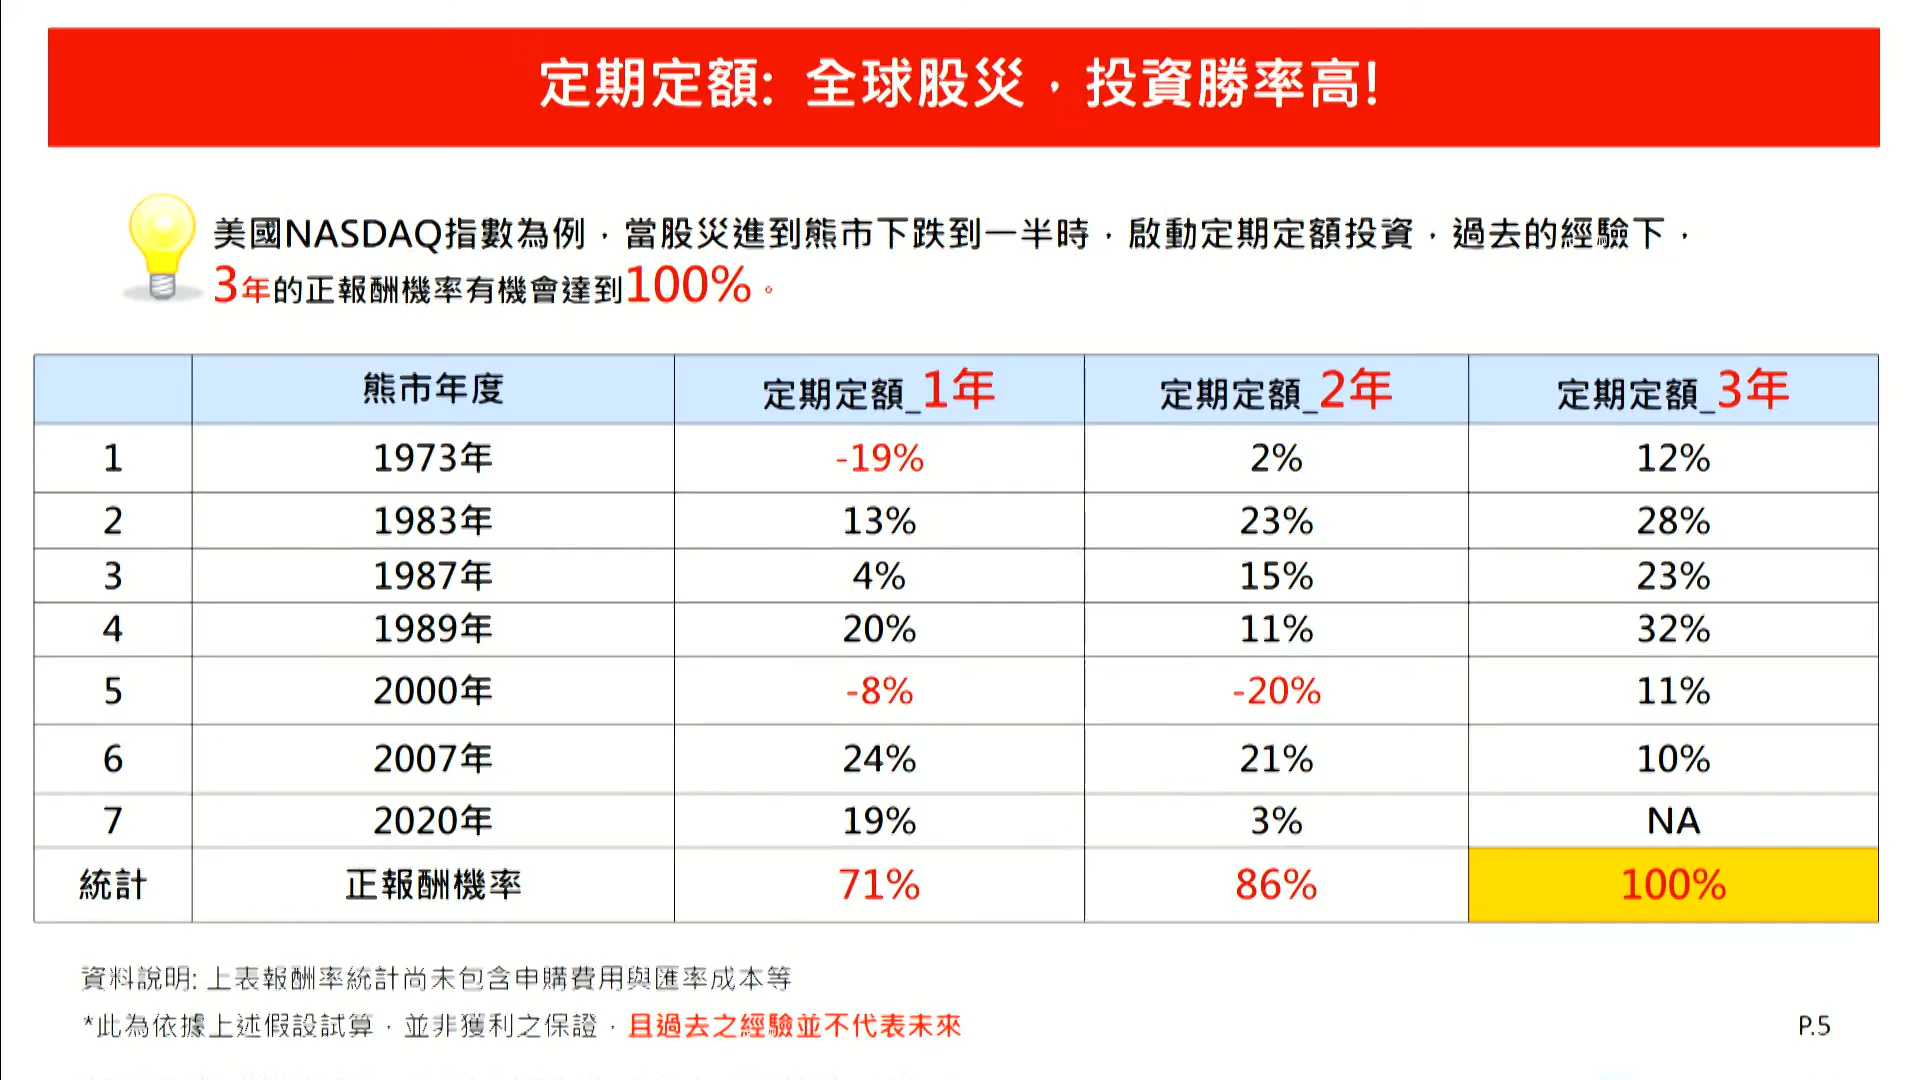 定期定額: 全球股災，投資勝率高!
美國NASDAQ指數為例，當股災進到熊市下跌到一半時，啟動定期定額投資，過去的經驗下，
3年的正報酬機率有機會達到100%。
熊市年度 定期定額_1年 定期定額_2年 定期定額_3年
1 1973年 -19% 2% 12%
2 1983年 13% 23% 28%
3 1987年 4% 15% 23%
4 1989年 20% 11% 32%
5 2000年 -8% -20% 11%
6 2007年 24% 21% 10%
7 2020年 19% 3% NA
統計 正報酬機率 71% 86% 100%
資料說明: 上表報酬率統計尚未包含申購費用與匯率成本等
*此為依據上述假設試算，並非獲利之保證，且過去之經驗並不代表未來
P.5